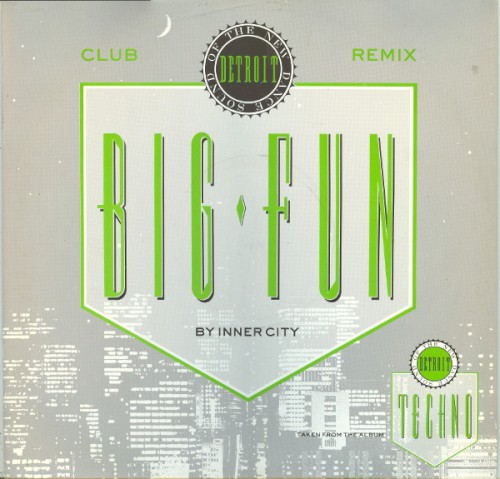 CLUB
REMIX
THE NEW DANCE SOUND OF
DETROIT
BIG FUN
BY INNER CITY
DETROIT
TECHNO
TAKEN FROM THE ALBUM